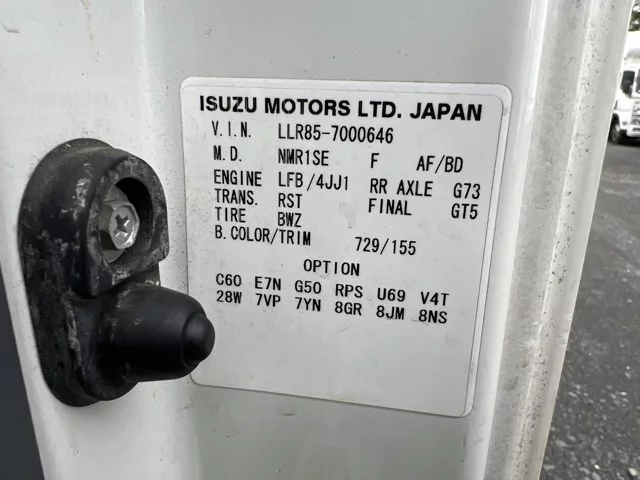 ISUZU MOTORS LTD. JAPAN
V.I.N. LLR85-7000646
M.D. NMR1SE F AF/BD
ENGINE LFB/4JJ1 RR AXLE G73
TRANS. RST FINAL GT5
TIRE BWZ
B.COLOR/TRIM 729/155
OPTION
C60 E7N G50 RPS U69 V4T
28W 7VP 7YN 8GR 8JM 8NS